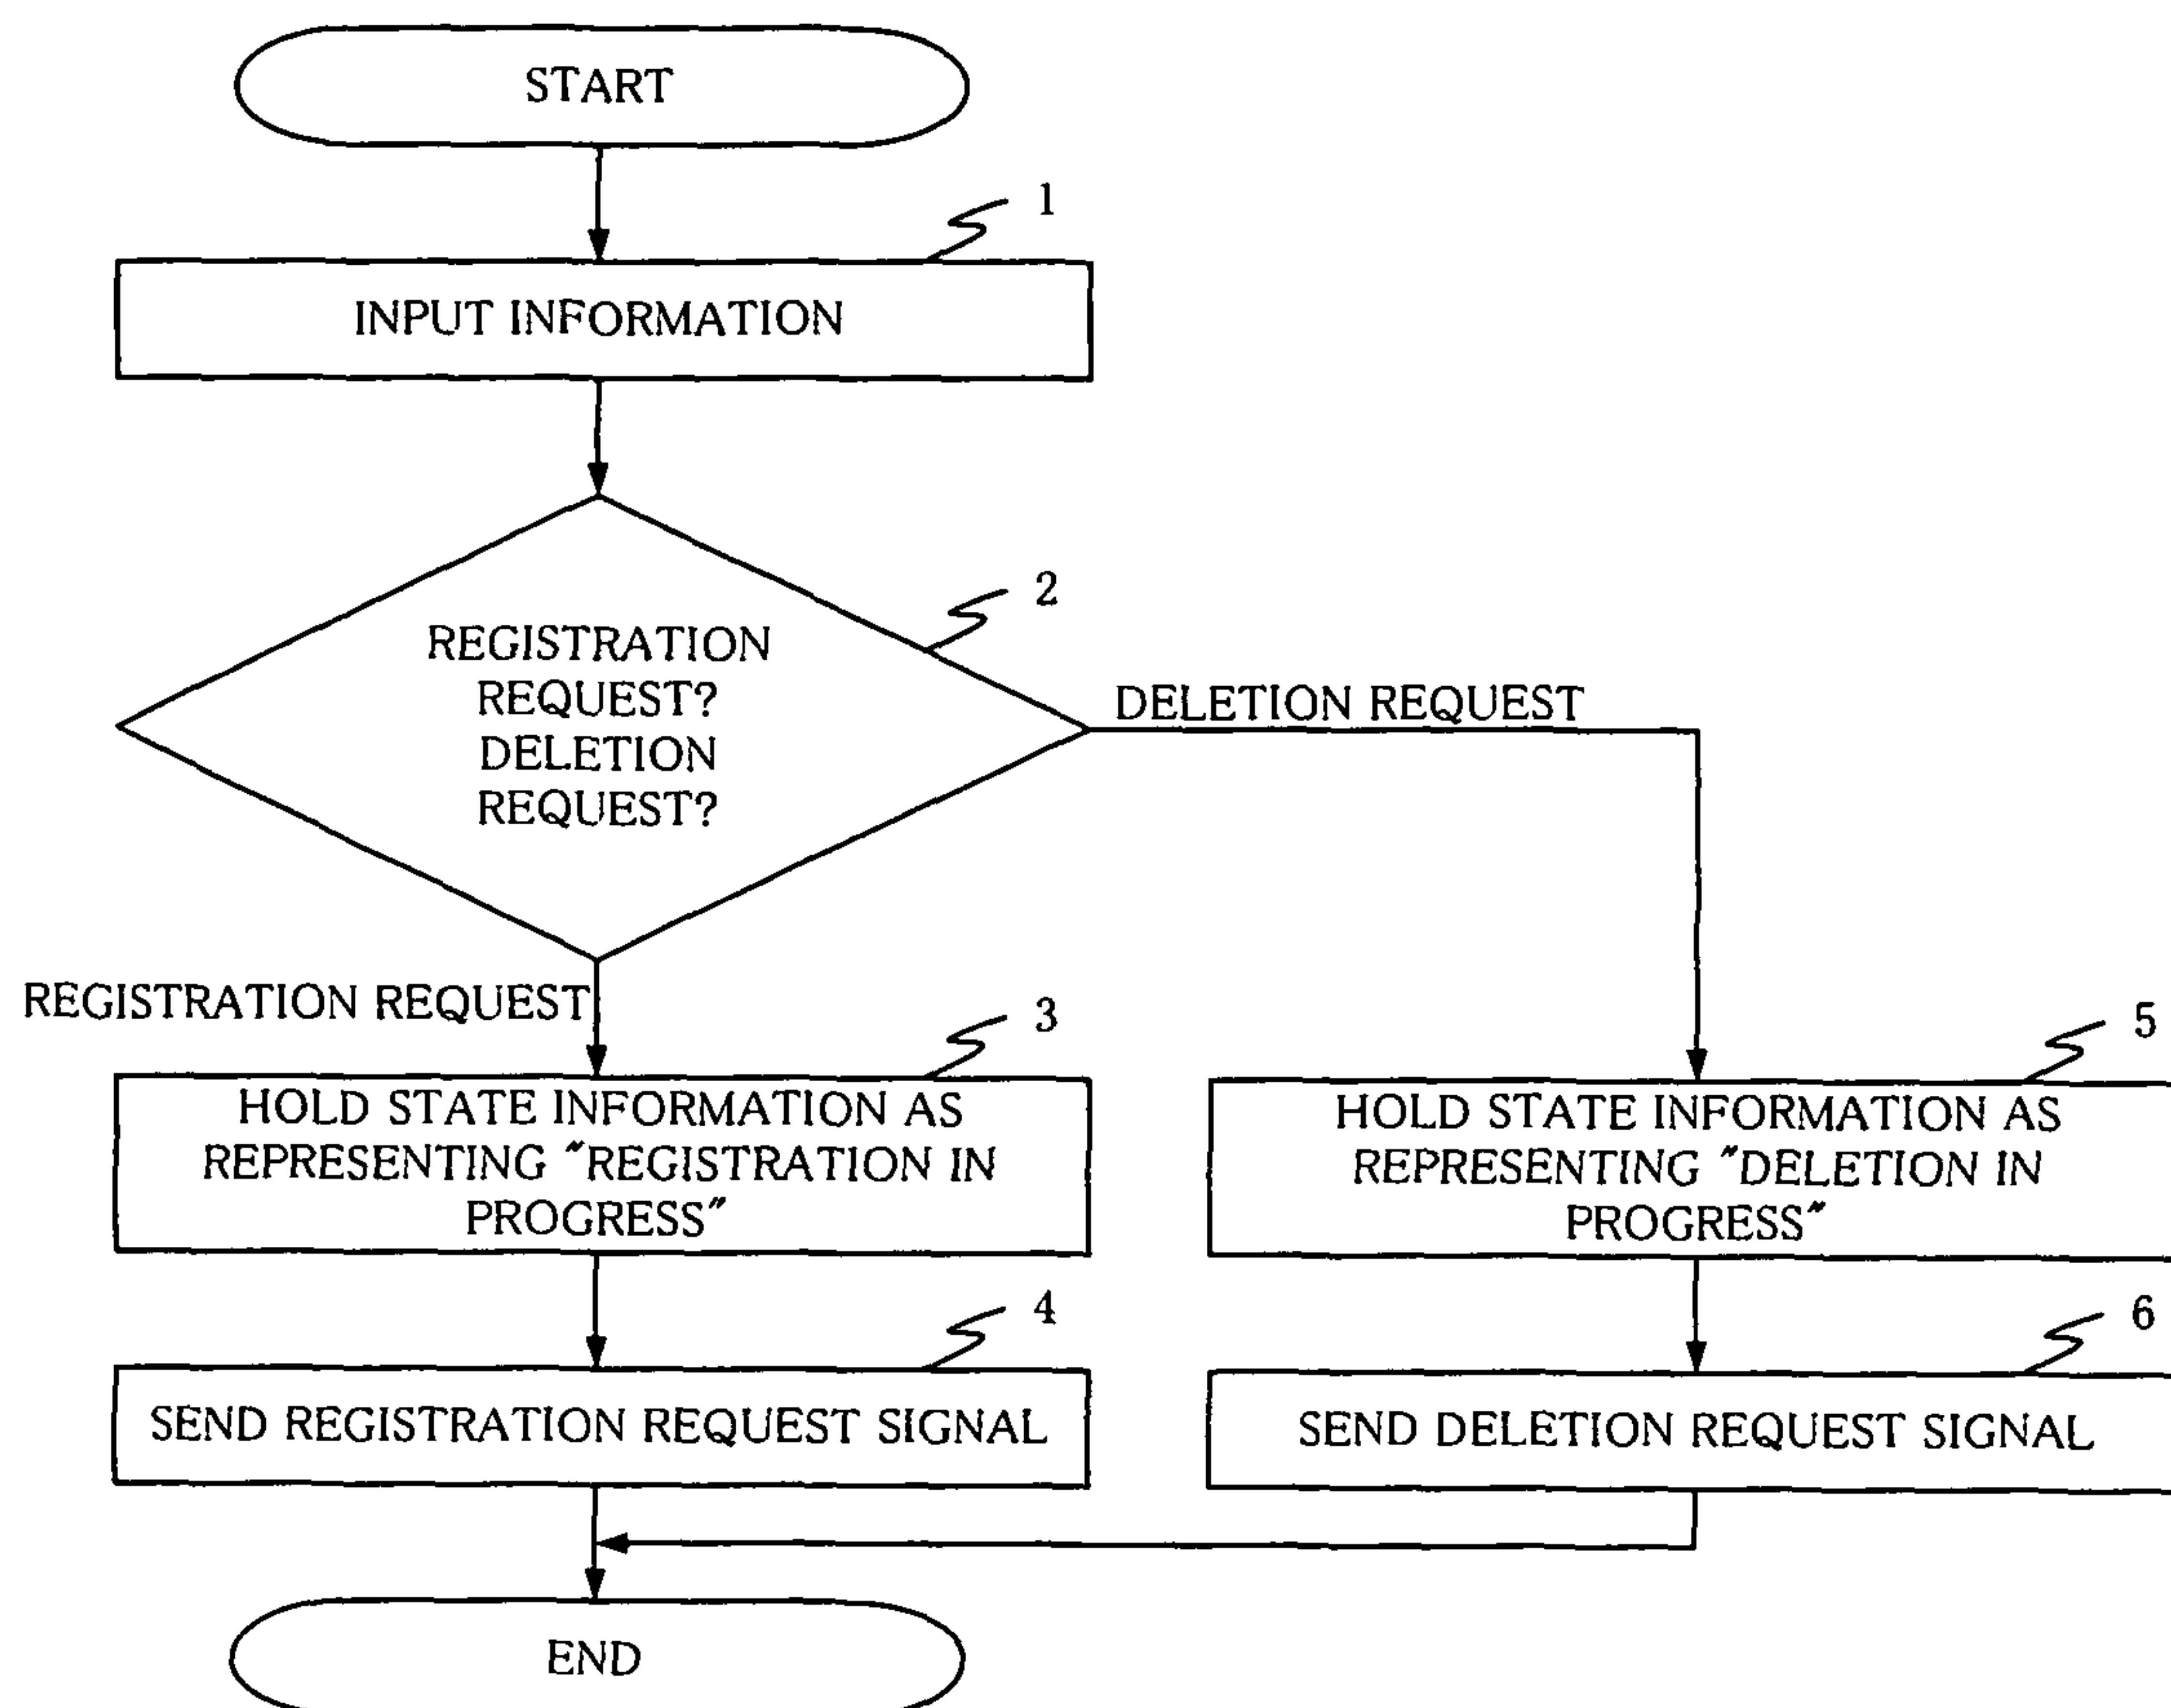 START
1
INPUT INFORMATION
2
REGISTRATION
REQUEST?
DELETION
REQUEST?
DELETION REQUEST
REGISTRATION REQUEST
3
HOLD STATE INFORMATION AS
REPRESENTING "REGISTRATION IN
PROGRESS"
5
HOLD STATE INFORMATION AS
REPRESENTING "DELETION IN
PROGRESS"
4
SEND REGISTRATION REQUEST SIGNAL
6
SEND DELETION REQUEST SIGNAL
END